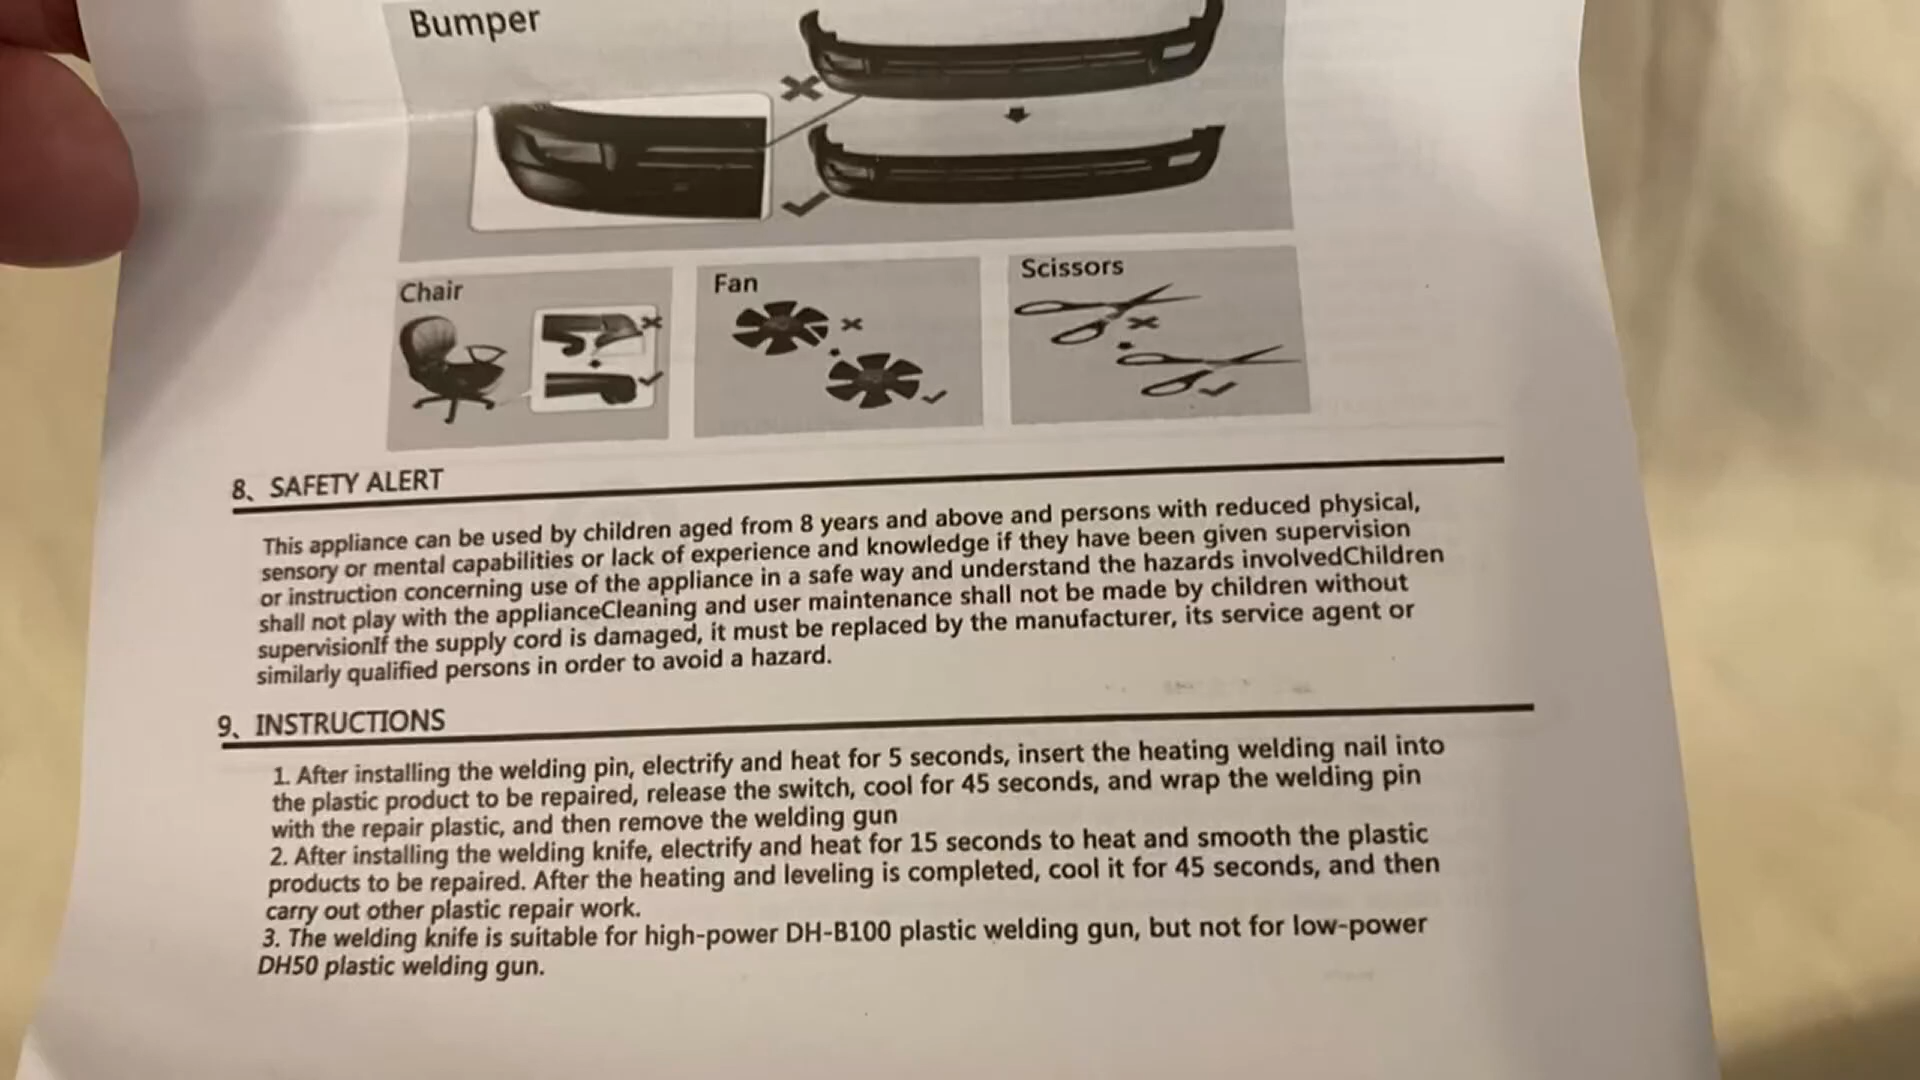 Bumper
Chair
Fan
Scissors
8、SAFETY ALERT
This appliance can be used by children aged from 8 years and above and persons with reduced physical,
sensory or mental capabilities or lack of experience and knowledge if they have been given supervision
or instruction concerning use of the appliance in a safe way and understand the hazards involvedChildren
shall not play with the applianceCleaning and user maintenance shall not be made by children without
supervisionIf the supply cord is damaged, it must be replaced by the manufacturer, its service agent or
similarly qualified persons in order to avoid a hazard.
9、INSTRUCTIONS
1. After installing the welding pin, electrify and heat for 5 seconds, insert the heating welding nail into
the plastic product to be repaired, release the switch, cool for 45 seconds, and wrap the welding pin
with the repair plastic, and then remove the welding gun
2. After installing the welding knife, electrify and heat for 15 seconds to heat and smooth the plastic
products to be repaired. After the heating and leveling is completed, cool it for 45 seconds, and then
carry out other plastic repair work.
3. The welding knife is suitable for high-power DH-B100 plastic welding gun, but not for low-power
DH50 plastic welding gun.